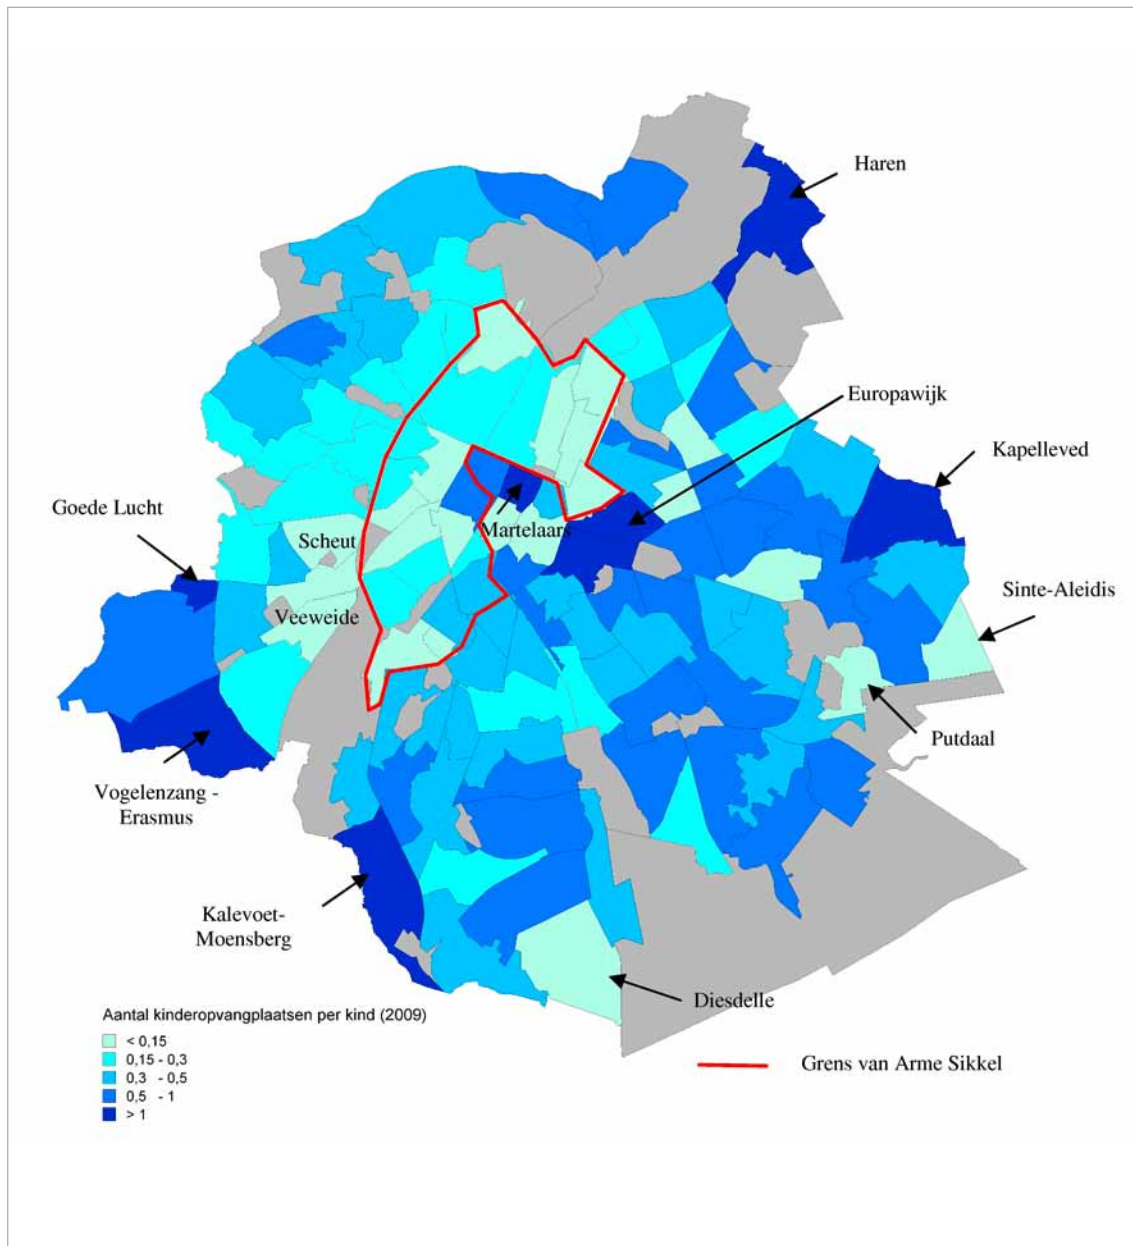 Haren
Europawijk
Kapelleved
Goede Lucht
Scheut
Martelaars
Sinte-Aleidis
Veeweide
Putdaal
Vogelenzang -
Erasmus
Kalevoet-
Moensberg
Diesdelle
Aantal kinderopvangplaatsen per kind (2009)
< 0,15
0,15 - 0,3
0,3 - 0,5
0,5 - 1
> 1
Grens van Arme Sikkel